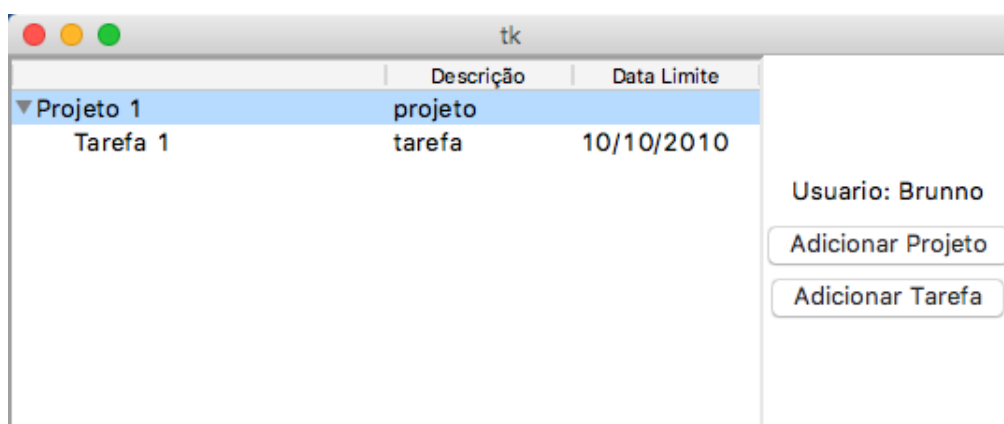 tk
Descrição Data Limite
Projeto 1 projeto
Tarefa 1 tarefa 10/10/2010
Usuario: Brunno
Adicionar Projeto
Adicionar Tarefa